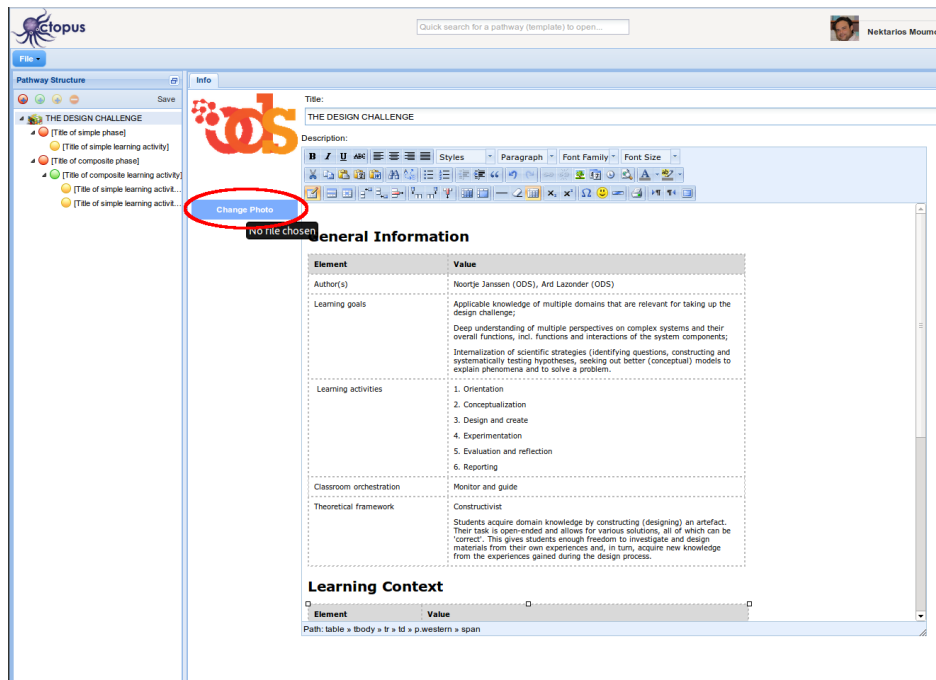 ctopus
Quick search for a pathway (template) to open...
Nektarios Moum
File
Pathway Structure
Info
Save
THE DESIGN CHALLENGE
[Title of simple phase]
[Title of simple learning activity]
[Title of composite phase]
[Title of composite learning activity]
[Title of simple learning activit...
[Title of simple learning activit...
ods
Change Photo
No file chosen
Title:
THE DESIGN CHALLENGE
Description:
B I U ABC Styles Paragraph Font Family Font Size
General Information
Element Value
Author(s) Noortje Janssen (ODS), Ard Lazonder (ODS)
Learning goals Applicable knowledge of multiple domains that are relevant for taking up the
design challenge;
Deep understanding of multiple perspectives on complex systems and their
overall functions, incl. functions and interactions of the system components;
Internalization of scientific strategies (identifying questions, constructing and
systematically testing hypotheses, seeking out better (conceptual) models to
explain phenomena and to solve a problem.
Learning activities 1. Orientation
2. Conceptualization
3. Design and create
4. Experimentation
5. Evaluation and reflection
6. Reporting
Classroom orchestration Monitor and guide
Theoretical framework Constructivist
Students acquire domain knowledge by constructing (designing) an artefact.
Their task is open-ended and allows for various solutions, all of which can be
'correct'. This gives students enough freedom to investigate and design
materials from their own experiences and, in turn, acquire new knowledge
from the experiences gained during the design process.
Learning Context
Element Value
Path: table » tbody » tr » td » p.western » span